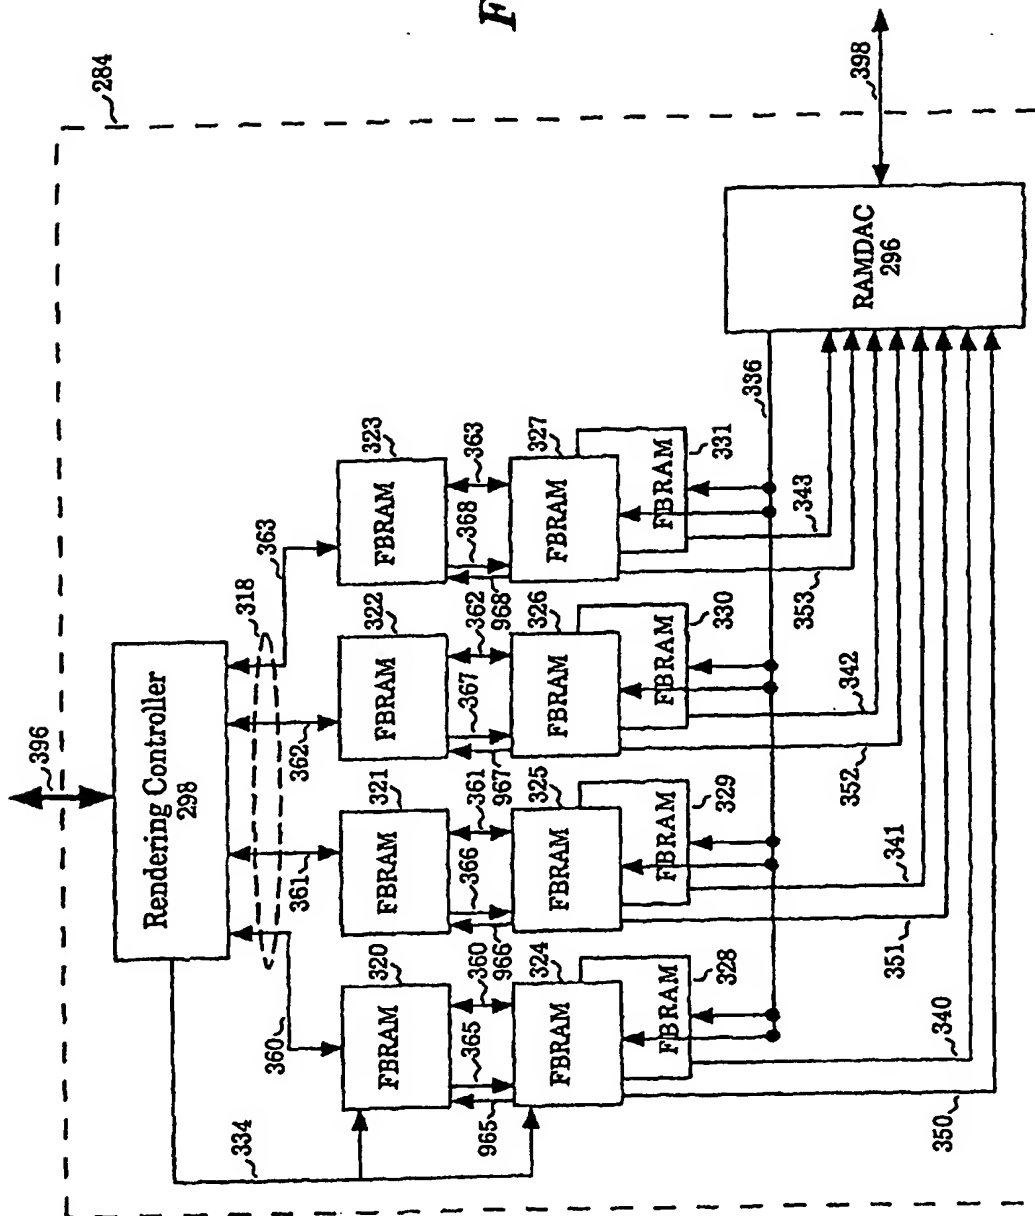 F
284
396
398
Rendering Controller
298
318
363
360
361
362
334
320
321
322
323
FBRAM
FBRAM
FBRAM
FBRAM
965
365
360
966
366
361
967
367
362
968
368
363
324
325
326
327
FBRAM
FBRAM
FBRAM
FBRAM
FBRAM
FBRAM
FBRAM
FBRAM
328
329
330
331
336
RAMDAC
296
350
340
351
341
352
342
353
343